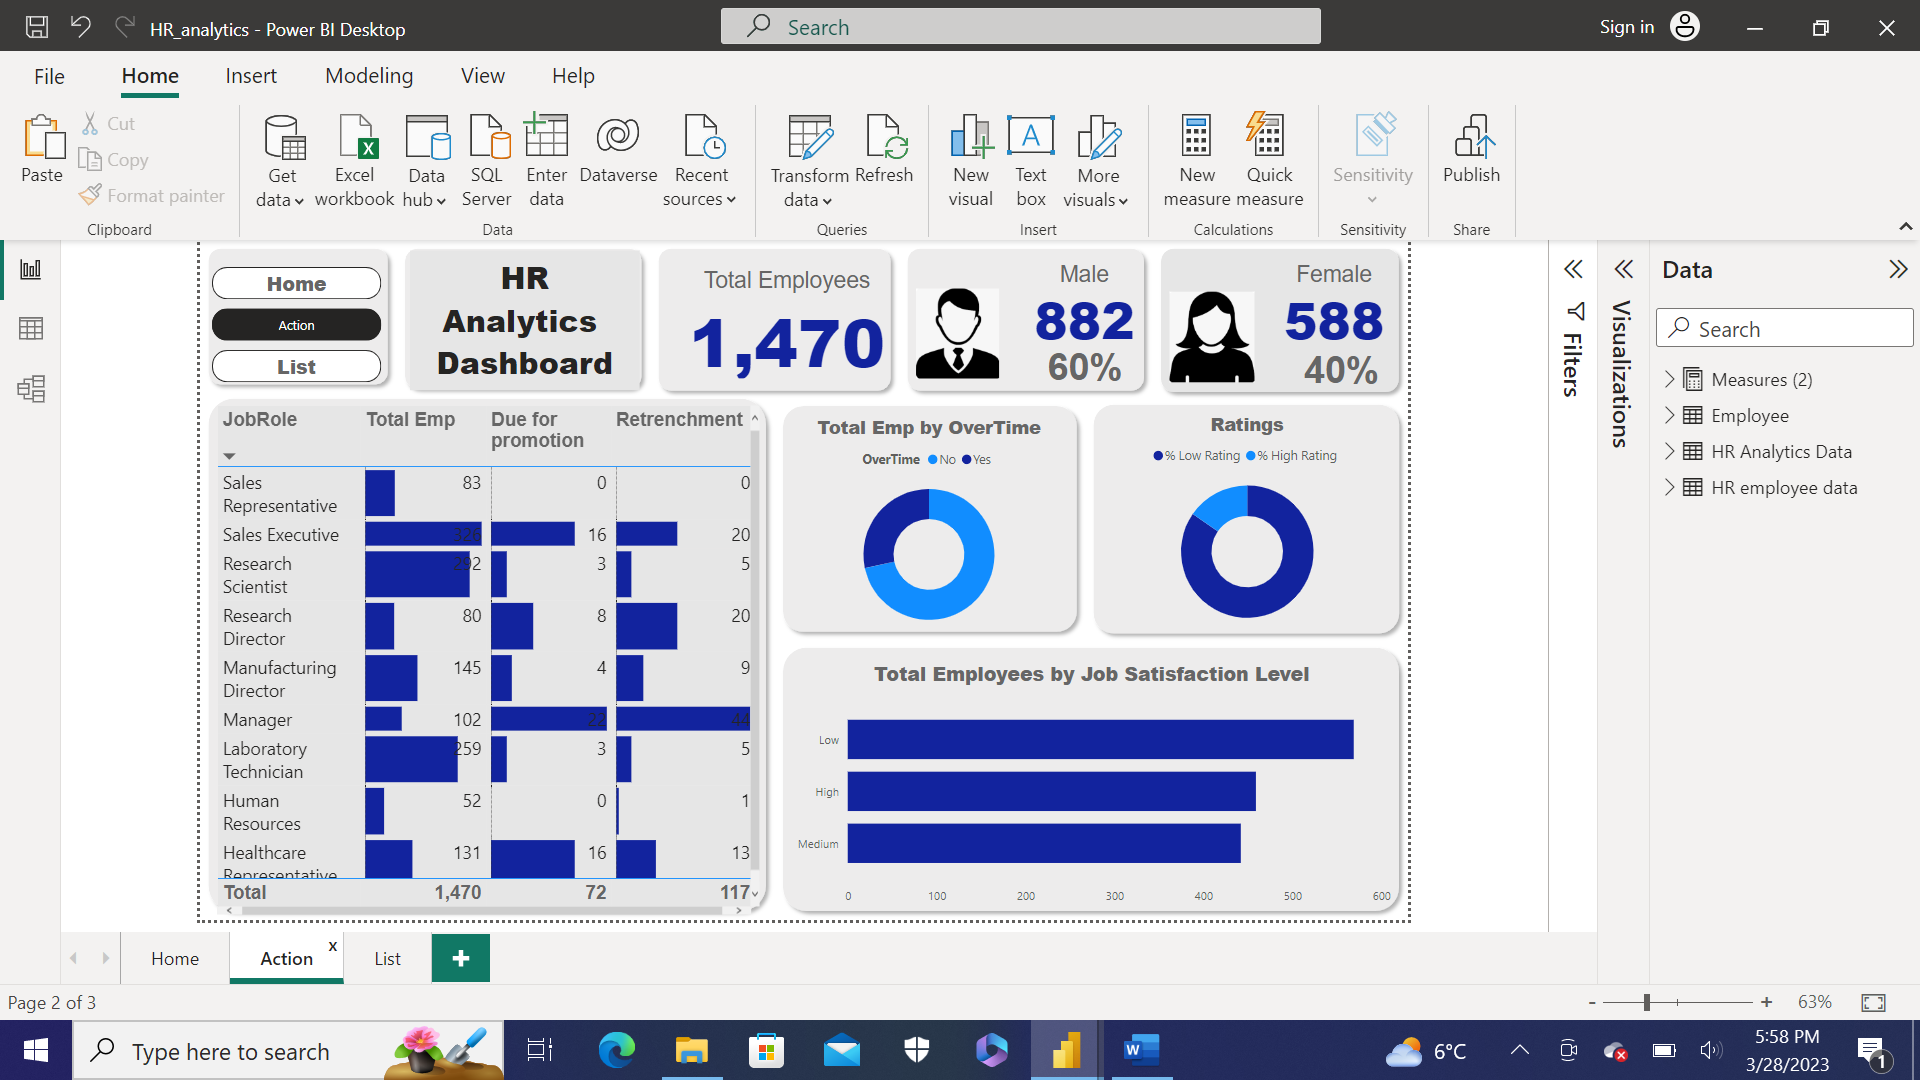 HR_analytics - Power BI Desktop
Search
Sign in
File Home Insert Modeling View Help
Paste
Cut
Copy
Format painter
Clipboard
Get data
Excel workbook
Data hub
SQL Server
Enter data
Dataverse
Recent sources
Data
Transform data
Refresh
Queries
New visual
Text box
More visuals
Insert
New measure
Quick measure
Calculations
Sensitivity
Sensitivity
Publish
Share
Home
Action
List
HR
Analytics
Dashboard
Total Employees
1,470
Male
882
60%
Female
588
40%
JobRole Total Emp Due for promotion Retrenchment
Sales Representative 83 0 0
Sales Executive 326 16 20
Research Scientist 292 3 5
Research Director 80 8 20
Manufacturing Director 145 4 9
Manager 102 22 44
Laboratory Technician 259 3 5
Human Resources 52 0 1
Healthcare Representative 131 16 13
Total 1,470 72 117
Total Emp by OverTime
OverTime No Yes
Ratings
% Low Rating % High Rating
Total Employees by Job Satisfaction Level
Low
High
Medium
0 100 200 300 400 500 600
Filters
Visualizations
Data
Search
Measures (2)
Employee
HR Analytics Data
HR employee data
Home
Action x
List
+
Page 2 of 3
- + 63%
Type here to search
W
6°C
5:58 PM
3/28/2023
1